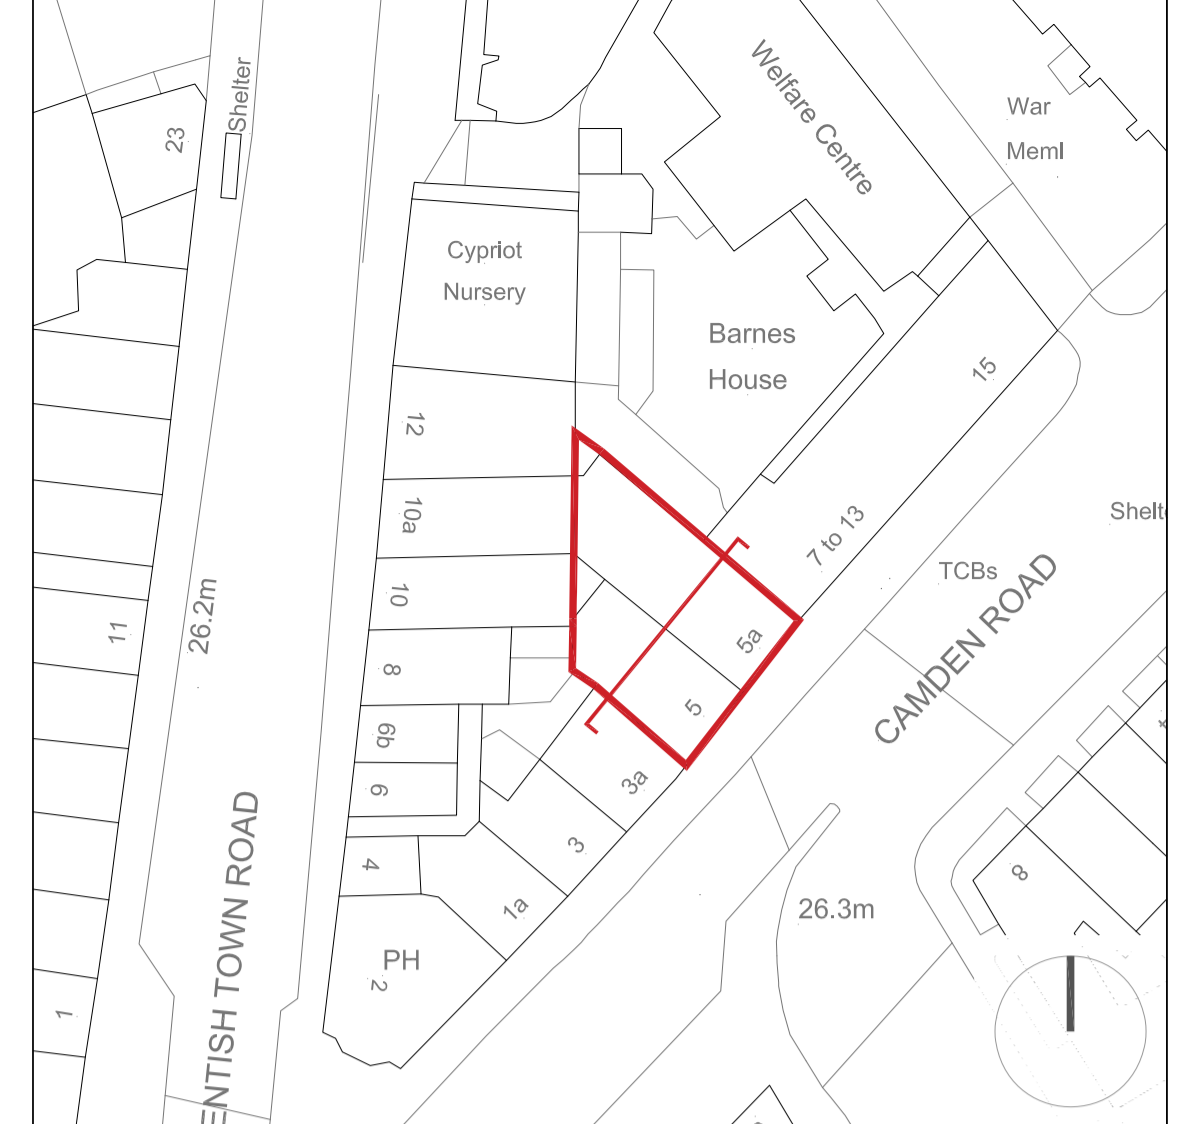 23
Shelter
Welfare Centre
War
Meml
Cypriot
Nursery
Barnes
House
15
12
10a
7 to 13
Shelt
TCBs
CAMDEN ROAD
10
11
26.2m
5a
8
5
6b
3a
6
3
4
1a
8
26.3m
PH
2
1
ENTISH TOWN ROAD